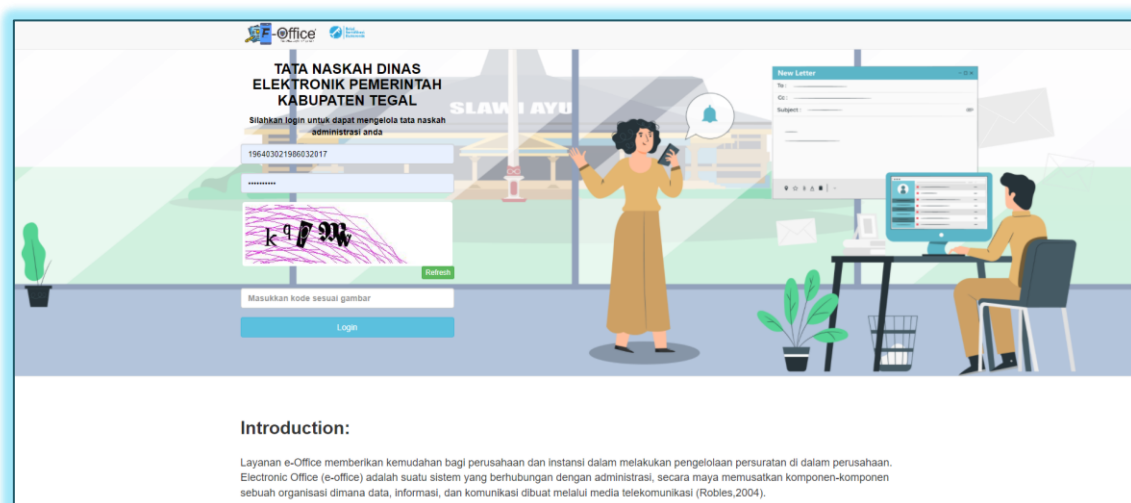 E-Office
Balai
Sertifikasi
Elektronik
TATA NASKAH DINAS
ELEKTRONIK PEMERINTAH
KABUPATEN TEGAL
Silahkan login untuk dapat mengelola tata naskah
administrasi anda
196403021986032017
**********
Refresh
Masukkan kode sesuai gambar
Login
SLAWI AYU
New Letter
To :
Cc :
Subject :
Introduction:
Layanan e-Office memberikan kemudahan bagi perusahaan dan instansi dalam melakukan pengelolaan persuratan di dalam perusahaan.
Electronic Office (e-office) adalah suatu sistem yang berhubungan dengan administrasi, secara maya memusatkan komponen-komponen
sebuah organisasi dimana data, informasi, dan komunikasi dibuat melalui media telekomunikasi (Robles,2004).